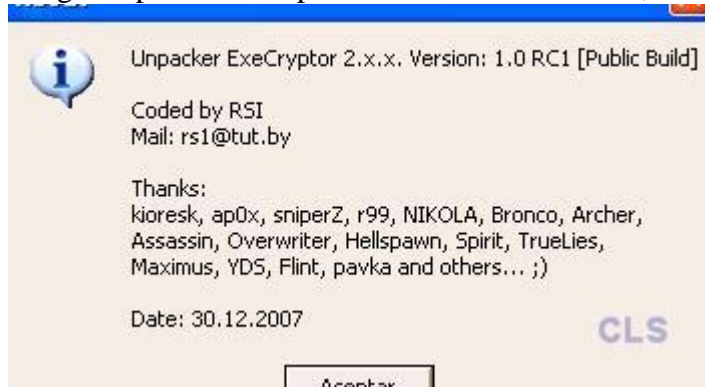 Unpacker ExeCryptor 2.x.x. Version: 1.0 RC1 [Public Build]
Coded by RSI
Mail: rs1@tut.by
Thanks:
kioresk, ap0x, sniperZ, r99, NIKOLA, Bronco, Archer,
Assassin, Overwriter, Hellspawn, Spirit, TrueLies,
Maximus, YDS, Flint, pavka and others... ;)
Date: 30.12.2007
CLS
Aceptar